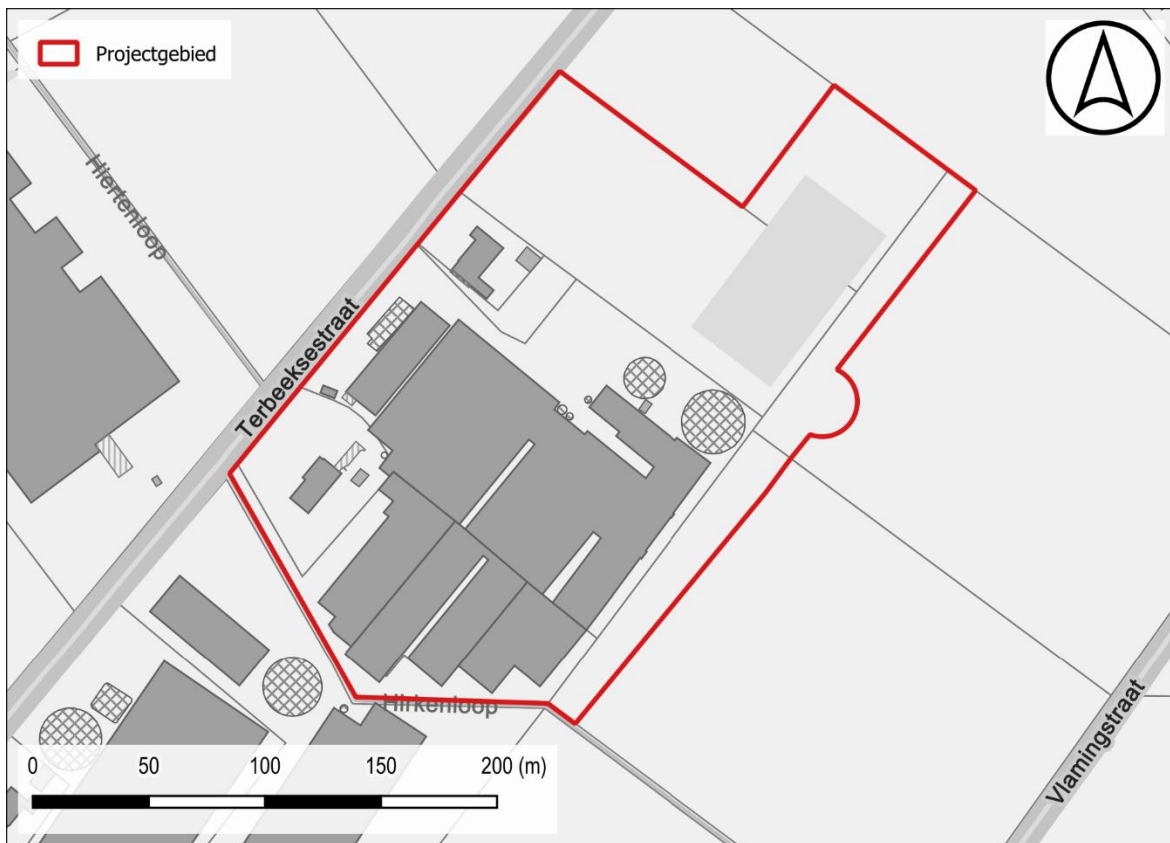 Projectgebied
Hiertenloop
Terbeeksestraat
Hirkenloop
Vlamingstraat
0 50 100 150 200 (m)